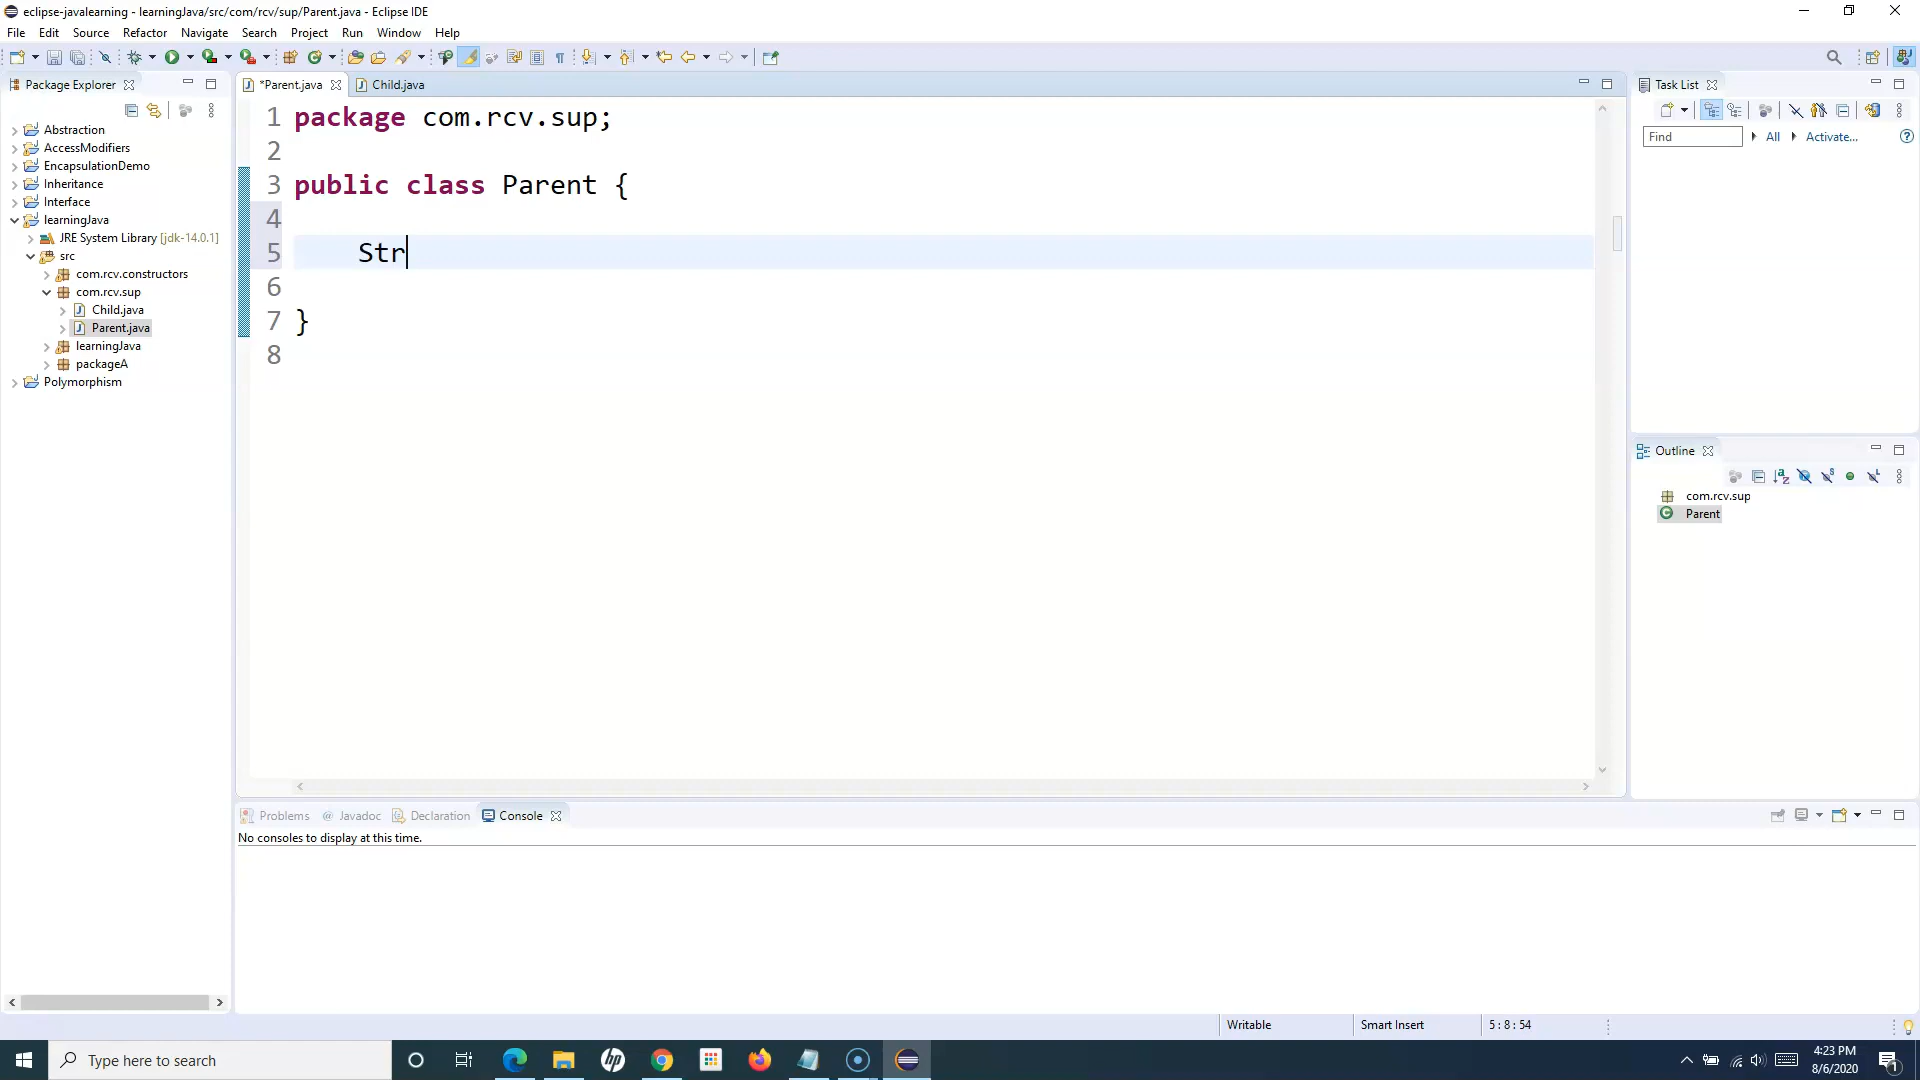 eclipse-javalearning - learningJava/src/com/rcv/sup/Parent.java - Eclipse IDE
File Edit Source Refactor Navigate Search Project Run Window Help
Package Explorer
Abstraction
AccessModifiers
EncapsulationDemo
Inheritance
Interface
learningJava
JRE System Library [jdk-14.0.1]
src
com.rcv.constructors
com.rcv.sup
Child.java
Parent.java
learningJava
packageA
Polymorphism
*Parent.java Child.java
1 package com.rcv.sup;
2
3 public class Parent {
4
5 Str
6
7 }
8
Task List
Find All Activate...
Outline
com.rcv.sup
Parent
Problems @ Javadoc Declaration Console
No consoles to display at this time.
Writable Smart Insert 5 : 8 : 54
Type here to search
4:23 PM
8/6/2020
1